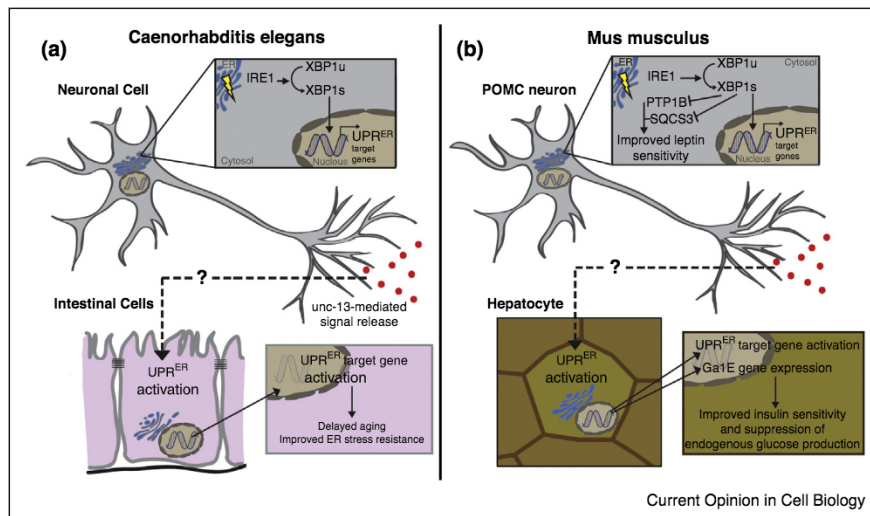 (a)
Caenorhabditis elegans
Neuronal Cell
ER
IRE1
XBP1u
XBP1s
UPRER
target
genes
Nucleus
Cytosol
?
Intestinal Cells
unc-13-mediated
signal release
UPRER
activation
UPRER target gene
activation
Delayed aging
Improved ER stress resistance
(b)
Mus musculus
POMC neuron
ER
IRE1
XBP1u
Cytosol
XBP1s
PTP1B
SQCS3
Improved leptin
sensitivity
UPRER
target
genes
Nucleus
?
Hepatocyte
UPRER
activation
UPRER target gene activation
Ga1E gene expression
Improved insulin sensitivity
and suppression of
endogenous glucose production
Current Opinion in Cell Biology